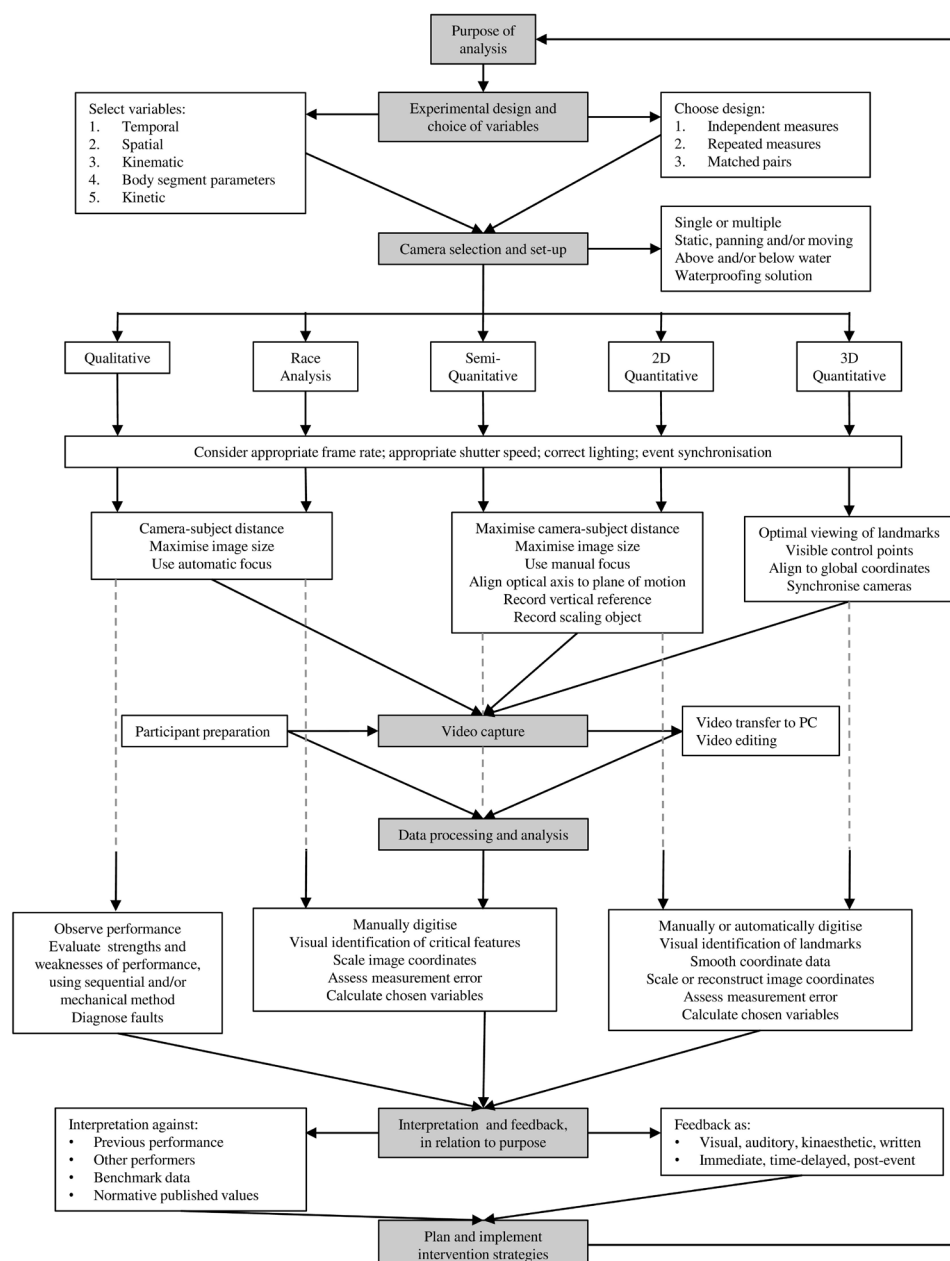 Purpose of
analysis
Select variables:
1. Temporal
2. Spatial
3. Kinematic
4. Body segment parameters
5. Kinetic
Experimental design and
choice of variables
Choose design:
1. Independent measures
2. Repeated measures
3. Matched pairs
Camera selection and set-up
Single or multiple
Static, panning and/or moving
Above and/or below water
Waterproofing solution
Qualitative
Race
Analysis
Semi-
Quanitative
2D
Quantitative
3D
Quantitative
Consider appropriate frame rate; appropriate shutter speed; correct lighting; event synchronisation
Camera-subject distance
Maximise image size
Use automatic focus
Maximise camera-subject distance
Maximise image size
Use manual focus
Align optical axis to plane of motion
Record vertical reference
Record scaling object
Optimal viewing of landmarks
Visible control points
Align to global coordinates
Synchronise cameras
Participant preparation
Video capture
Video transfer to PC
Video editing
Data processing and analysis
Observe performance
Evaluate strengths and
weaknesses of performance,
using sequential and/or
mechanical method
Diagnose faults
Manually digitise
Visual identification of critical features
Scale image coordinates
Assess measurement error
Calculate chosen variables
Manually or automatically digitise
Visual identification of landmarks
Smooth coordinate data
Scale or reconstruct image coordinates
Assess measurement error
Calculate chosen variables
Interpretation against:
• Previous performance
• Other performers
• Benchmark data
• Normative published values
Interpretation and feedback,
in relation to purpose
Feedback as:
• Visual, auditory, kinaesthetic, written
• Immediate, time-delayed, post-event
Plan and implement
intervention strategies